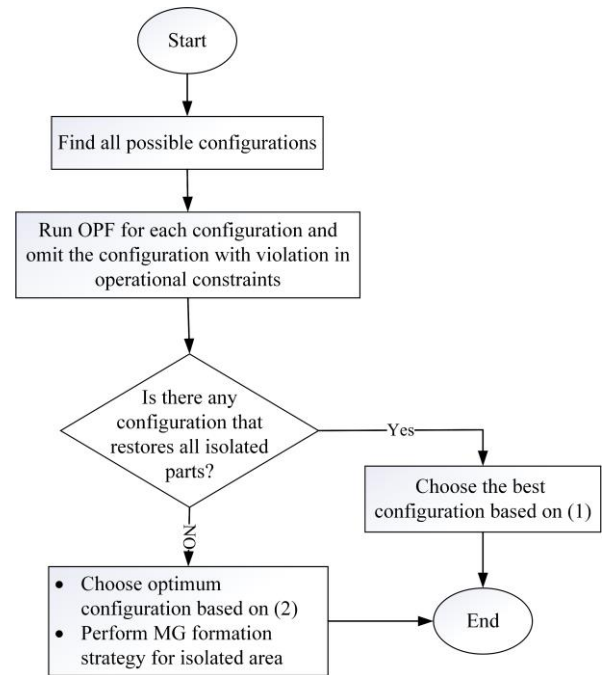 Start
Find all possible configurations
Run OPF for each configuration and
omit the configuration with violation in
operational constraints
Is there any
configuration that
restores all isolated
parts?
Yes
Choose the best
configuration based on (1)
NO
• Choose optimum
configuration based on (2)
• Perform MG formation
strategy for isolated area
End